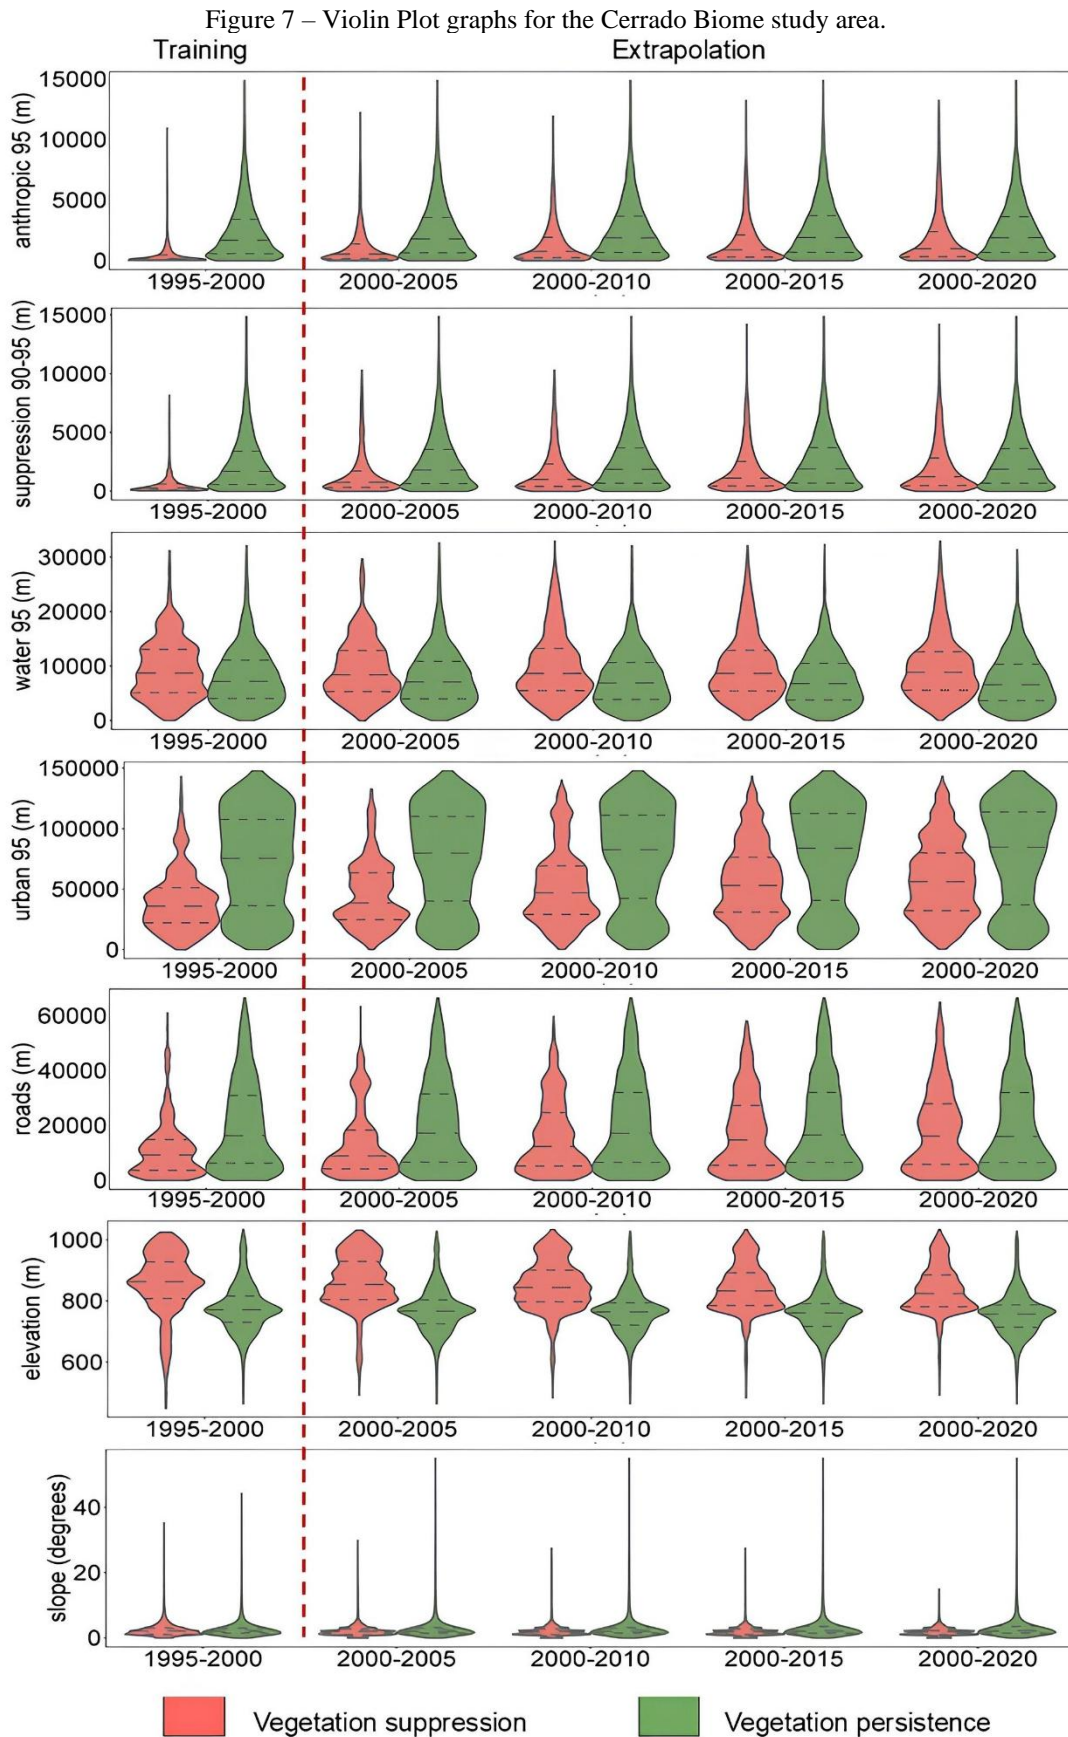 Figure 7 – Violin Plot graphs for the Cerrado Biome study area.
Training Extrapolation
anthropic 95 (m)
15000
10000
5000
0
1995-2000 2000-2005 2000-2010 2000-2015 2000-2020
suppression 90-95 (m)
15000
10000
5000
0
1995-2000 2000-2005 2000-2010 2000-2015 2000-2020
water 95 (m)
30000
20000
10000
0
1995-2000 2000-2005 2000-2010 2000-2015 2000-2020
urban 95 (m)
150000
100000
50000
0
1995-2000 2000-2005 2000-2010 2000-2015 2000-2020
roads (m)
60000
40000
20000
0
1995-2000 2000-2005 2000-2010 2000-2015 2000-2020
elevation (m)
1000
800
600
1995-2000 2000-2005 2000-2010 2000-2015 2000-2020
slope (degrees)
40
20
0
1995-2000 2000-2005 2000-2010 2000-2015 2000-2020
Vegetation suppression Vegetation persistence